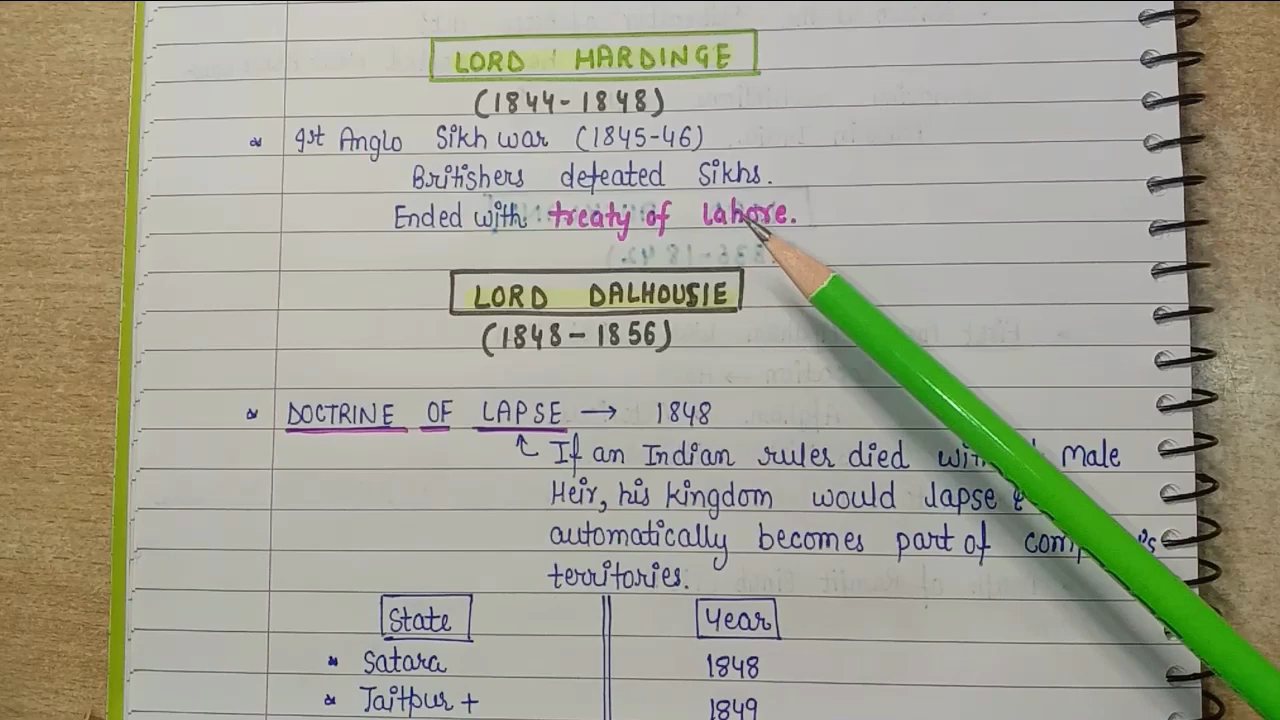 LORD HARDINGE
(1844-1848)
1st Anglo Sikh war (1845-46)
Britishers defeated Sikhs.
Ended with treaty of lahore.
LORD DALHOUSIE
(1848-1856)
DOCTRINE OF LAPSE → 1848
If an Indian ruler died male
Heir, his kingdom would lapse &
automatically becomes part of
territories.
State Year
Satara 1848
Jaitpur + 1849